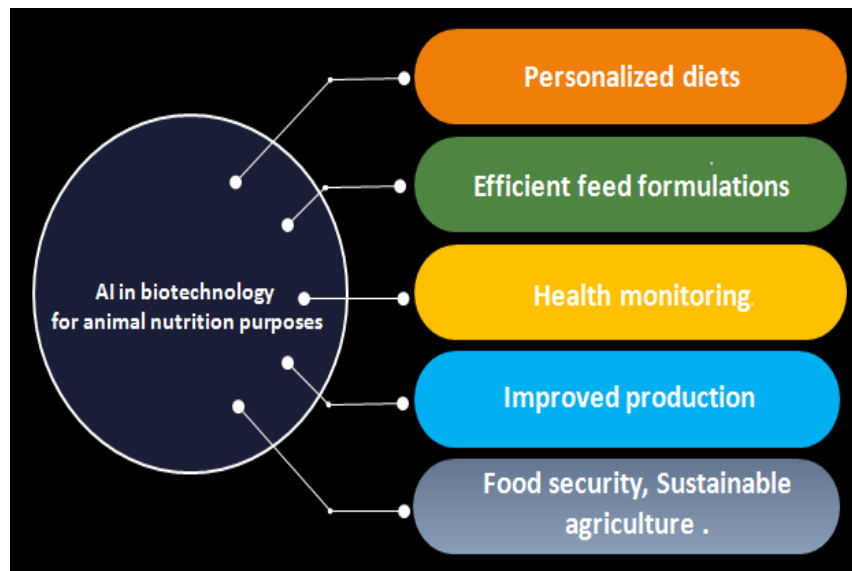 Personalized diets
Efficient feed formulations
AI in biotechnology
for animal nutrition purposes
Health monitoring
Improved production
Food security, Sustainable
agriculture .